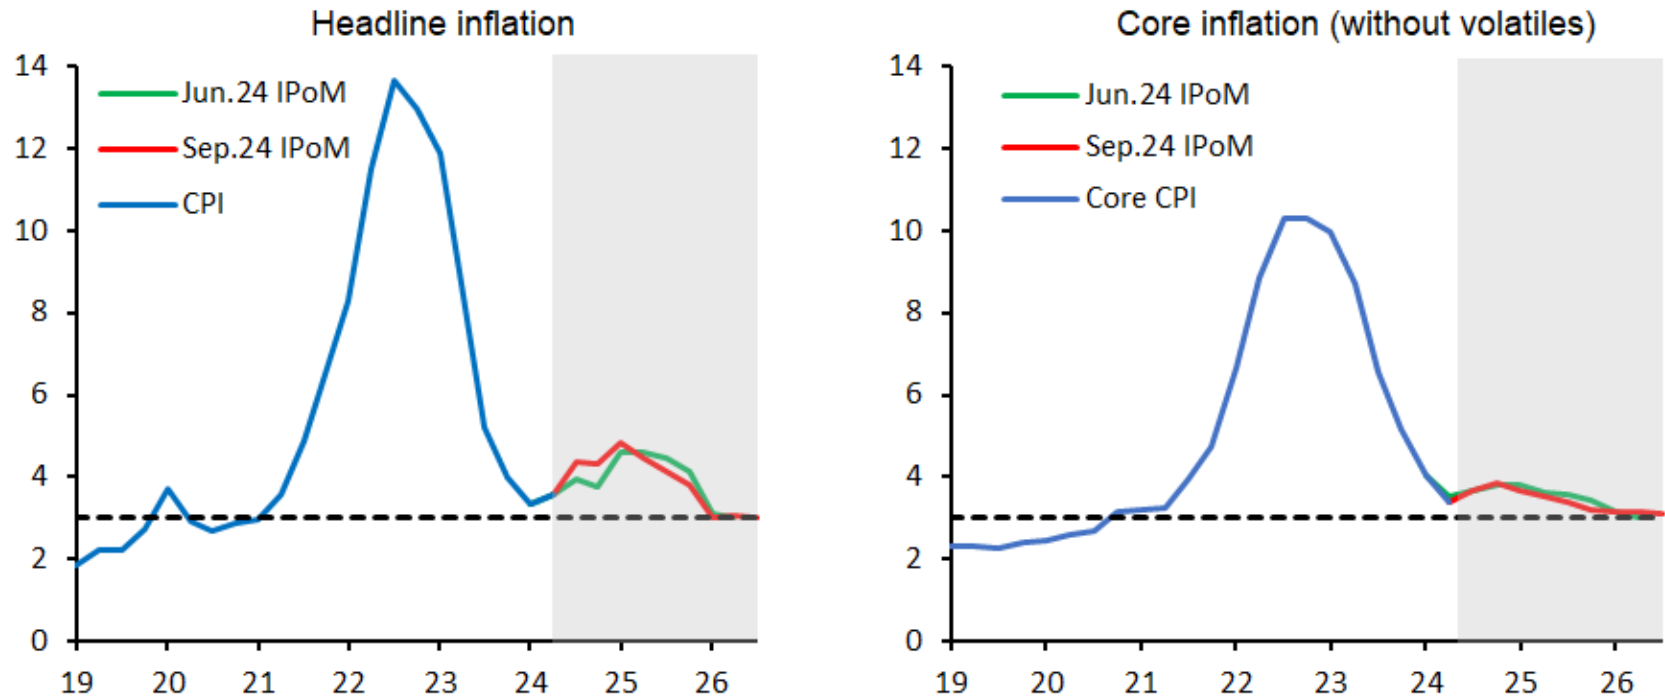 Headline inflation
14
12
10
8
6
4
2
0
Jun.24 IPoM
Sep.24 IPoM
CPI
19 20 21 22 23 24 25 26
Core inflation (without volatiles)
14
12
10
8
6
4
2
0
Jun.24 IPoM
Sep.24 IPoM
Core CPI
19 20 21 22 23 24 25 26